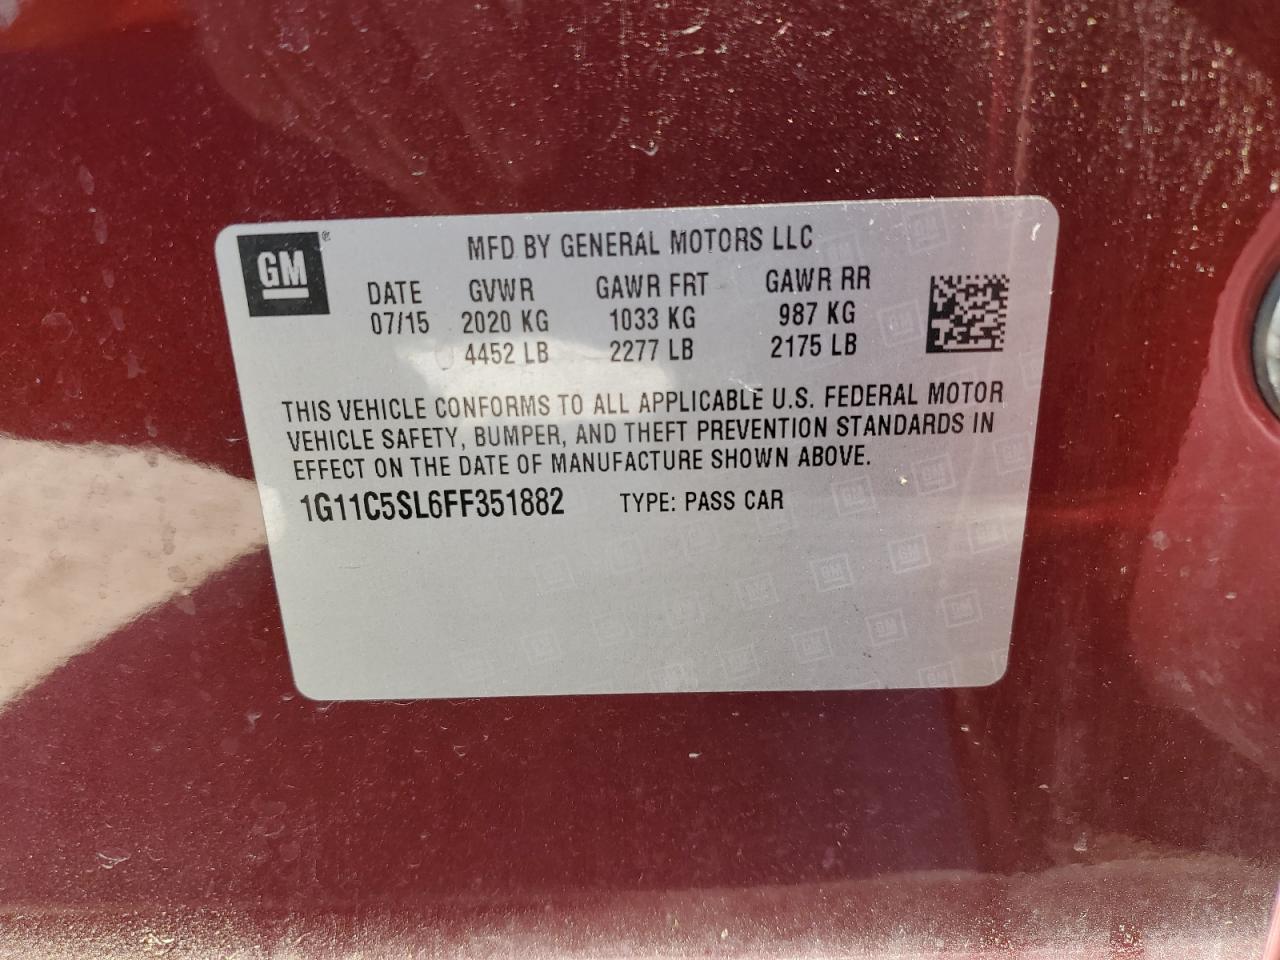 GM ®
MFD BY GENERAL MOTORS LLC
DATE GVWR GAWR FRT GAWR RR
07/15 2020 KG 1033 KG 987 KG
4452 LB 2277 LB 2175 LB
THIS VEHICLE CONFORMS TO ALL APPLICABLE U.S. FEDERAL MOTOR
VEHICLE SAFETY, BUMPER, AND THEFT PREVENTION STANDARDS IN
EFFECT ON THE DATE OF MANUFACTURE SHOWN ABOVE.
1G11C5SL6FF351882 TYPE: PASS CAR